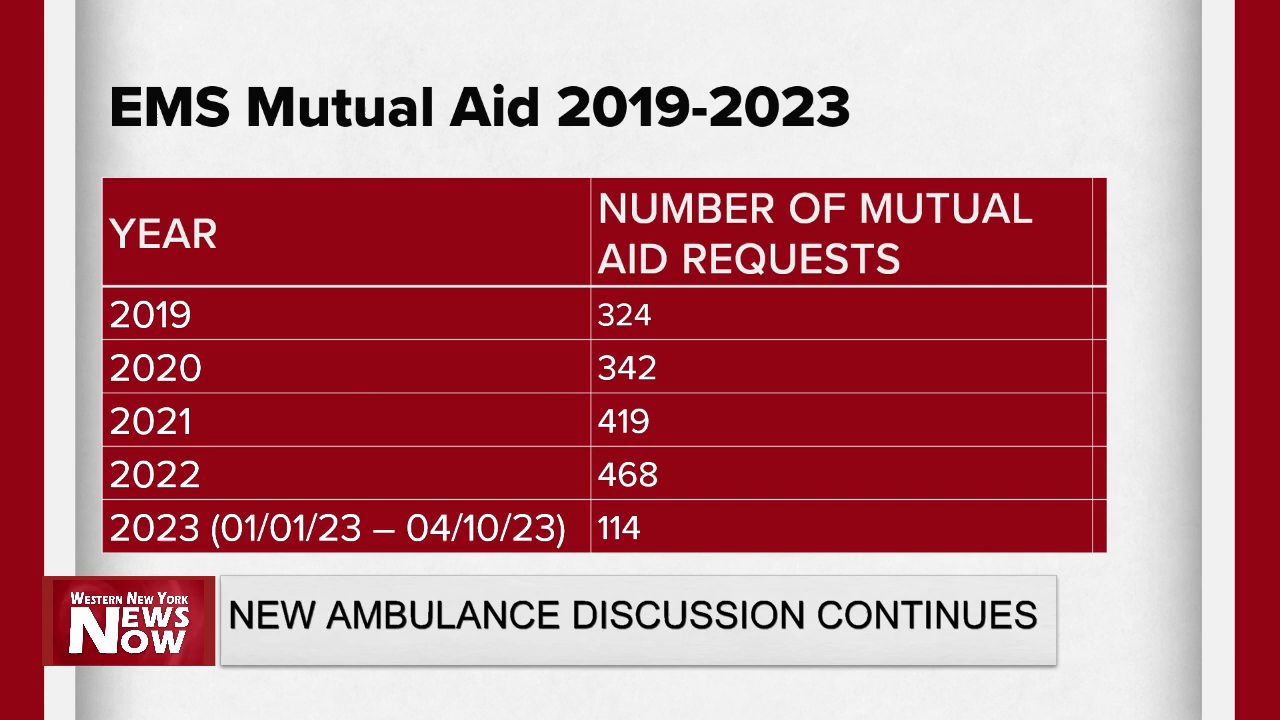 EMS Mutual Aid 2019-2023
YEAR
NUMBER OF MUTUAL
AID REQUESTS
2019 324
2020 342
2021 419
2022 468
2023 (01/01/23 – 04/10/23) 114
WESTERN NEW YORK
NEWS
NOW
NEW AMBULANCE DISCUSSION CONTINUES